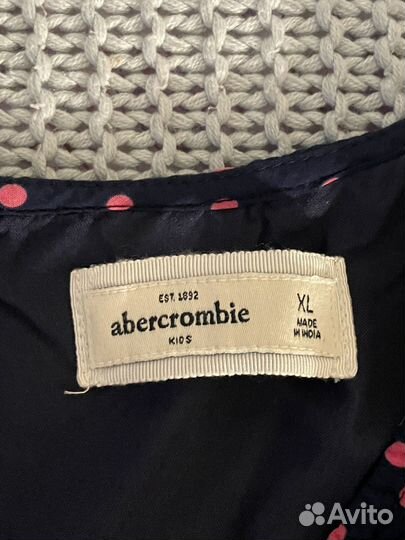 EST. 1892
abercrombie
KIDS
XL
MADE
IN INDIA
Avito